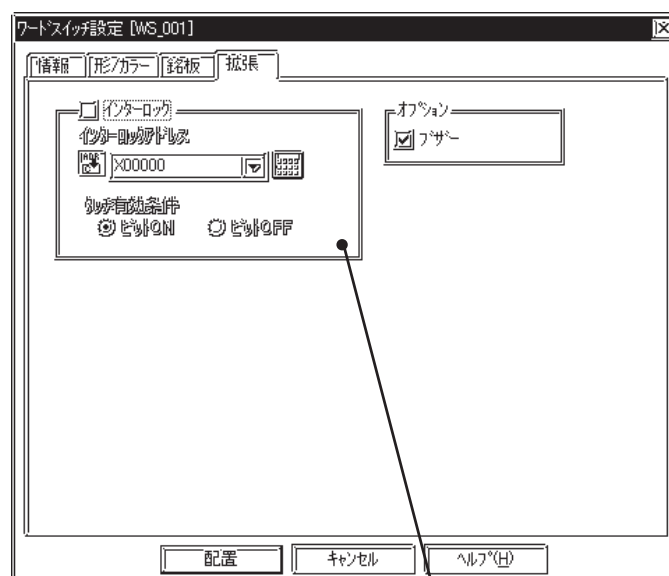 ワードスイッチ設定 [WS_001]
情報 形/カラー 銘板 拡張
インターロック
インターロックアドレス
X00000
タッチ有効条件
ビットON ビットOFF
オプション
ブザー
配置 キャンセル ヘルプ(H)